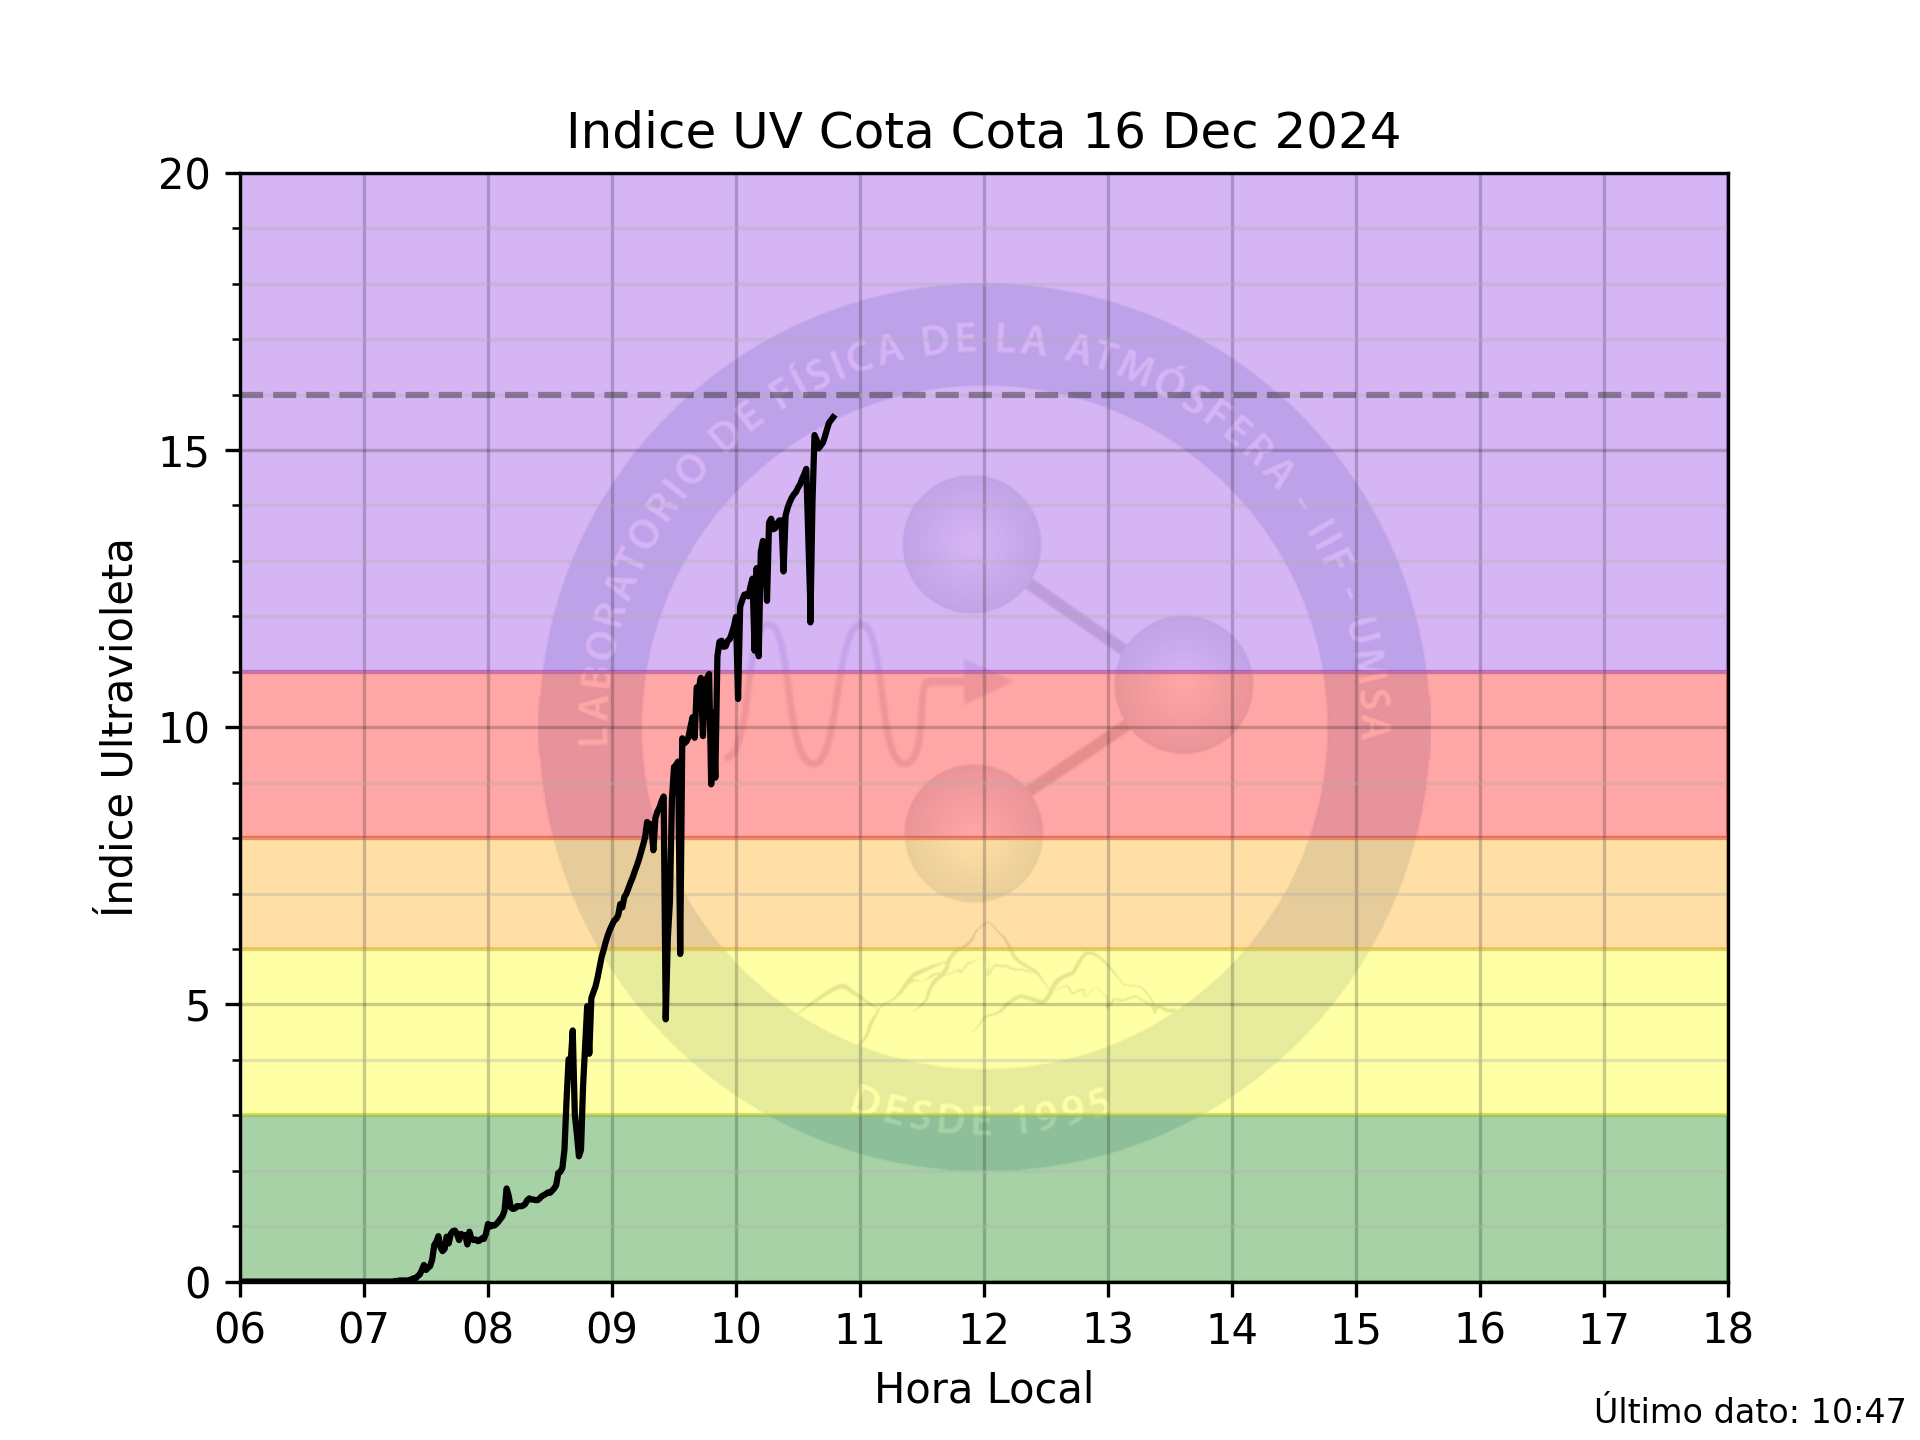 Indice UV Cota Cota 16 Dec 2024
20
15
10
5
0
Índice Ultravioleta
LABORATORIO DE FÍSICA DE LA ATMÓSFERA - IIF - UMSA
DESDE 1995
06 07 08 09 10 11 12 13 14 15 16 17 18
Hora Local
Último dato: 10:47